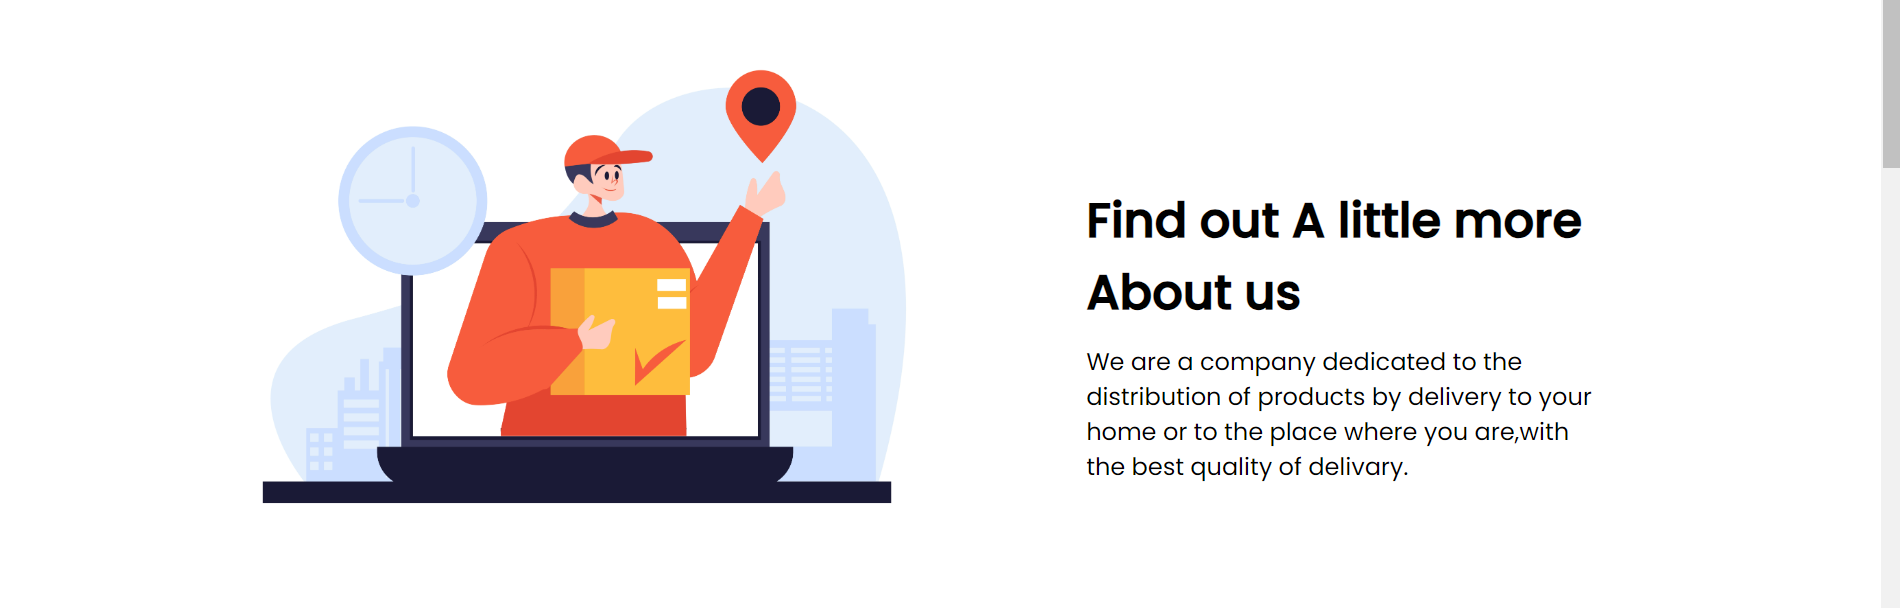 Find out A little more
About us
We are a company dedicated to the
distribution of products by delivery to your
home or to the place where you are,with
the best quality of delivary.